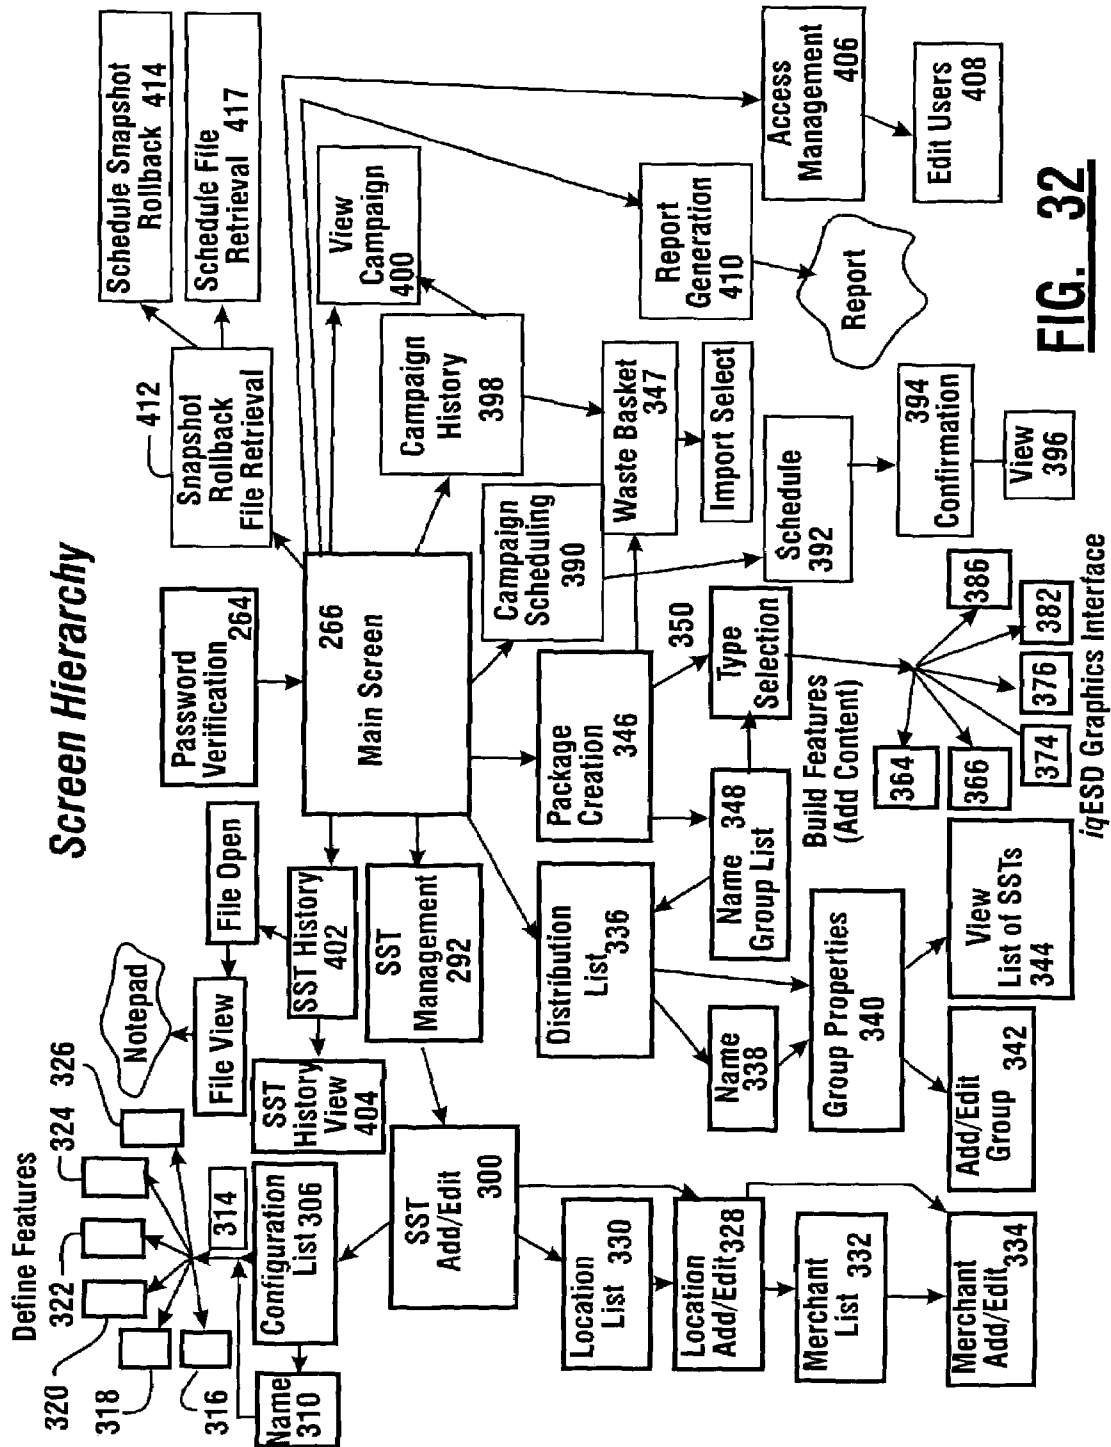 Screen Hierarchy
Define Features
320
322
324
326
318
316
314
Name
310
Configuration
List 306
Notepad
File View
File Open
SST History
402
SST
History
View
404
Password
Verification
264
412
Snapshot
Rollback
File Retrieval
Schedule Snapshot
Rollback 414
Schedule File
Retrieval 417
266
Main Screen
SST
Management
292
SST
Add/Edit
300
View
Campaign
400
Campaign
History
398
Campaign
Scheduling
390
Location
List 330
Location
Add/Edit 328
Merchant
List 332
Merchant
Add/Edit 334
Distribution
List 336
Name
338
Group Properties
340
Add/Edit
Group 342
View
List of SSTs
344
Package
Creation
346
Name 348
Group List
350
Type
Selection
Build Features
(Add Content)
364
366
374
376
382
386
iqESD Graphics Interface
Waste Basket
347
Import Select
Schedule
392
394
Confirmation
View
396
Report
Generation
410
Report
Access
Management
406
Edit Users
408
FIG. 32